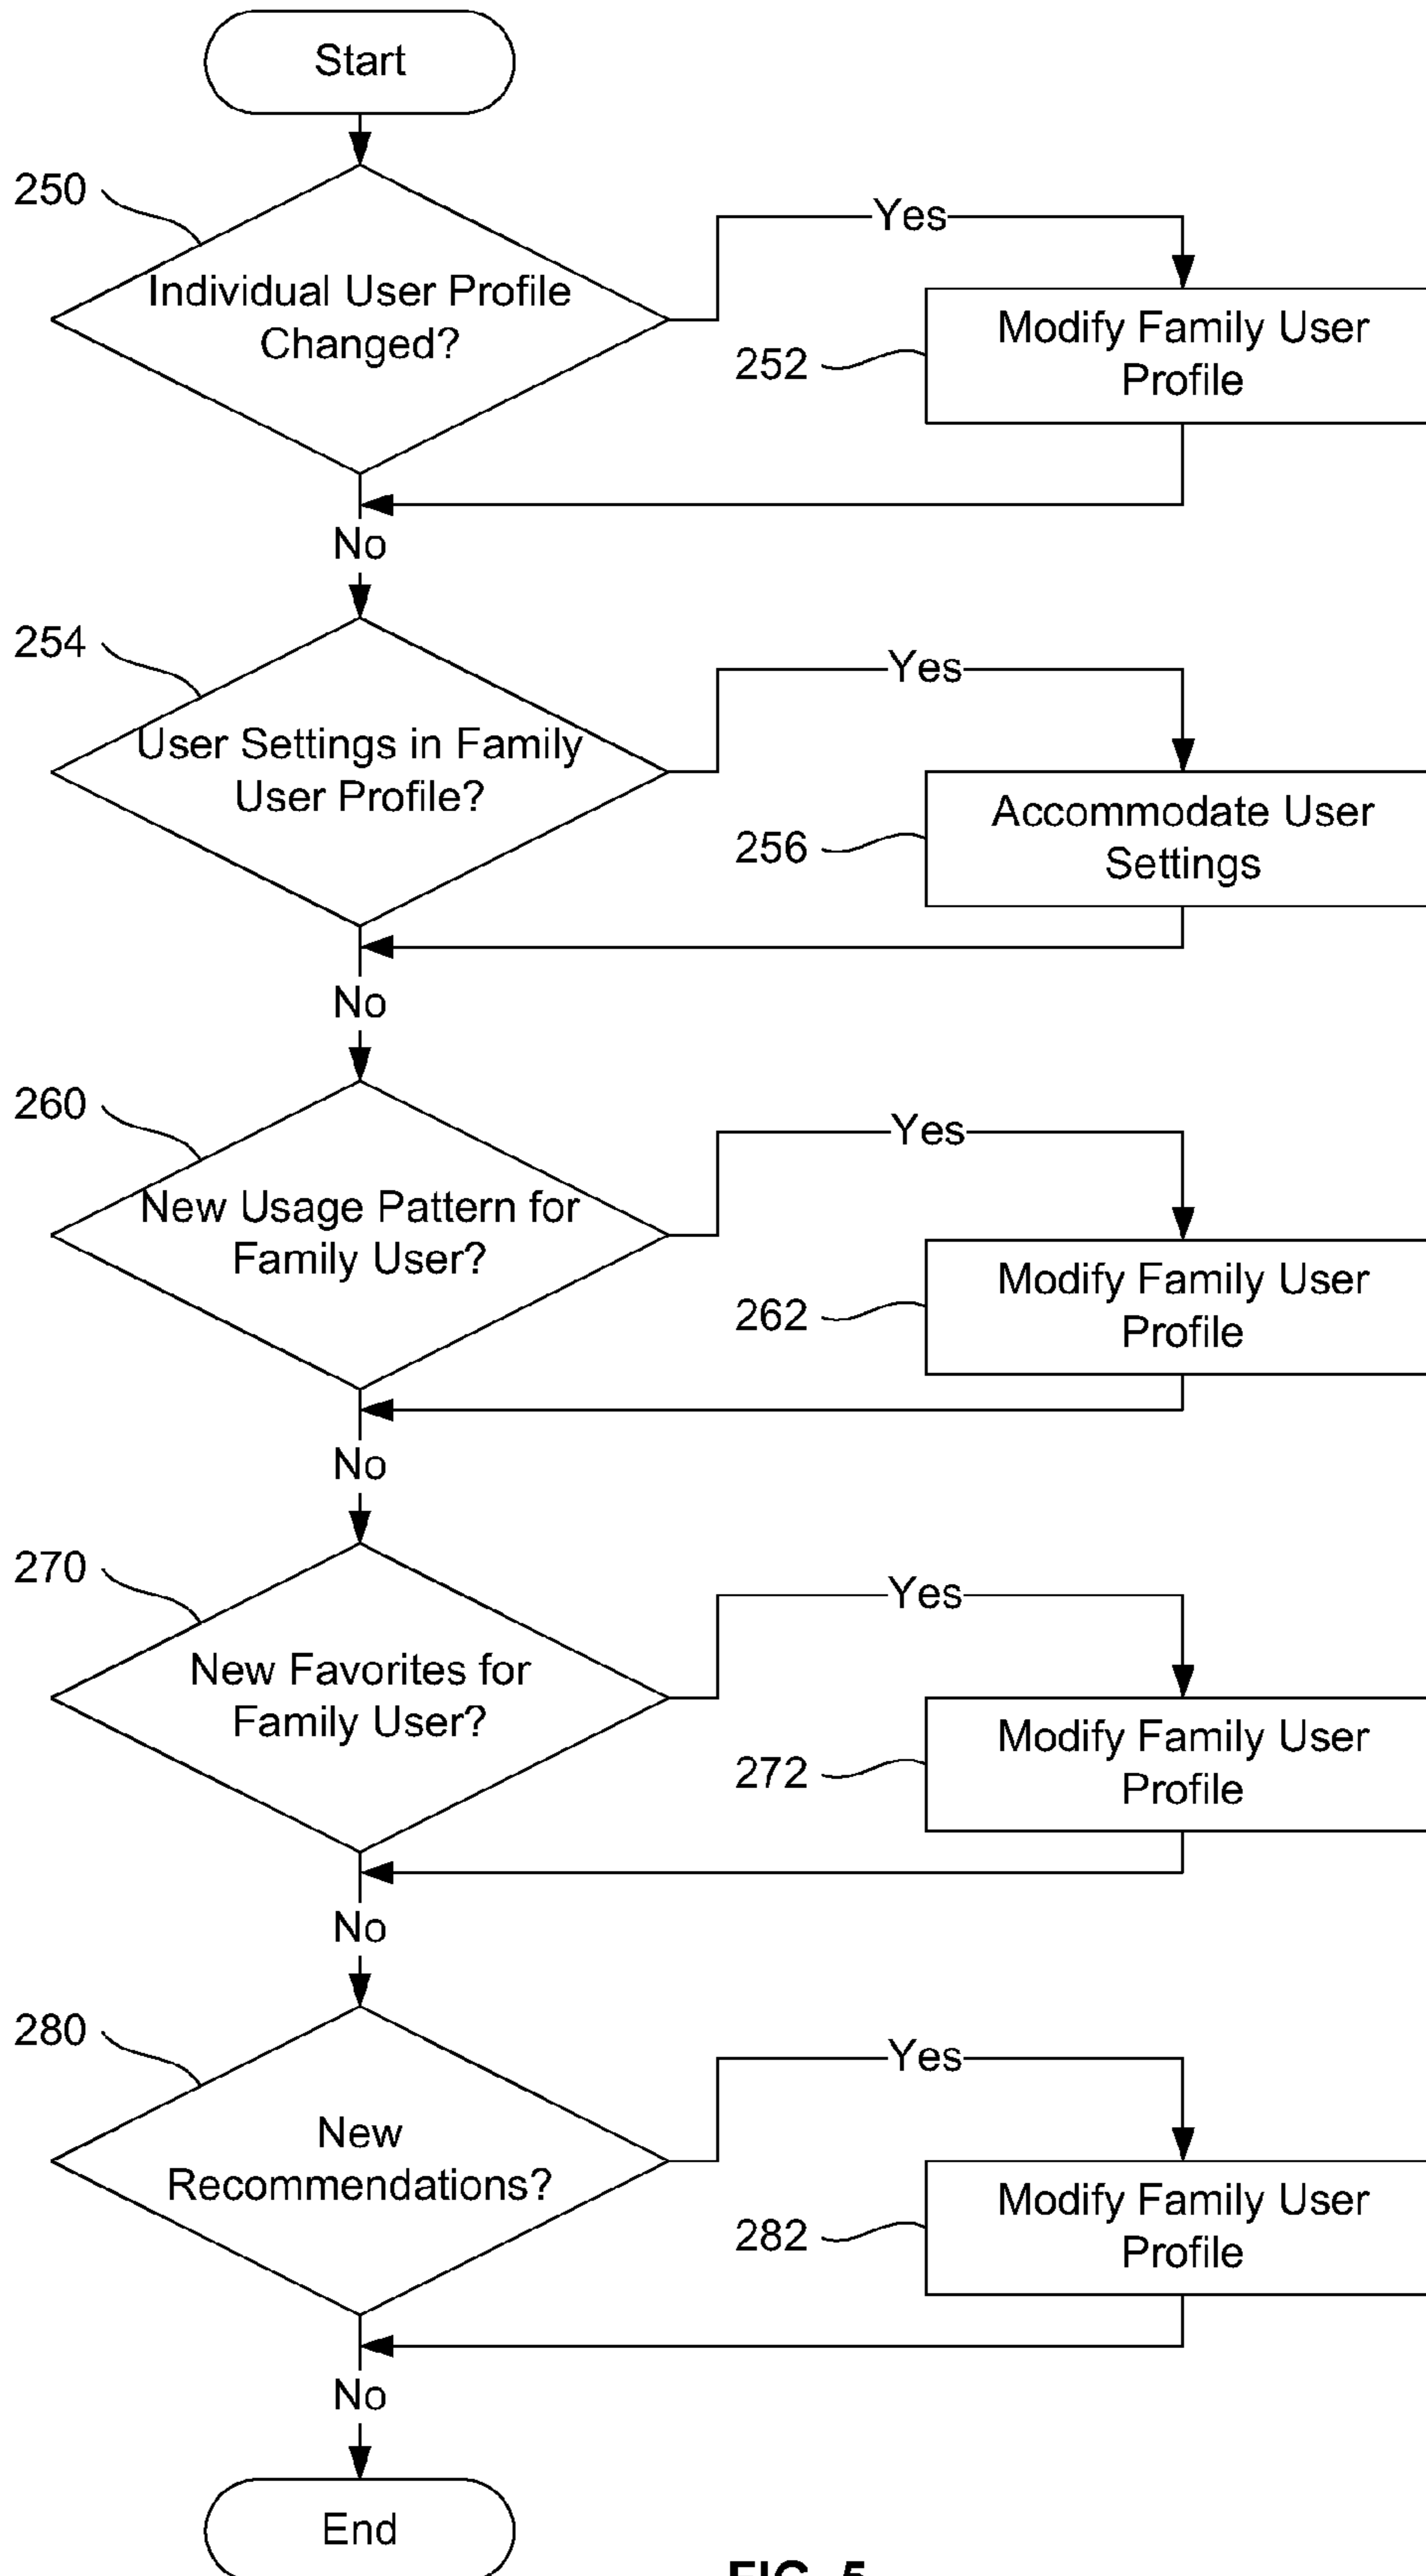 Start
250
Individual User Profile
Changed?
Yes
252
Modify Family User
Profile
No
254
User Settings in Family
User Profile?
Yes
256
Accommodate User
Settings
No
260
New Usage Pattern for
Family User?
Yes
262
Modify Family User
Profile
No
270
New Favorites for
Family User?
Yes
272
Modify Family User
Profile
No
280
New
Recommendations?
Yes
282
Modify Family User
Profile
No
End
FIG. 5